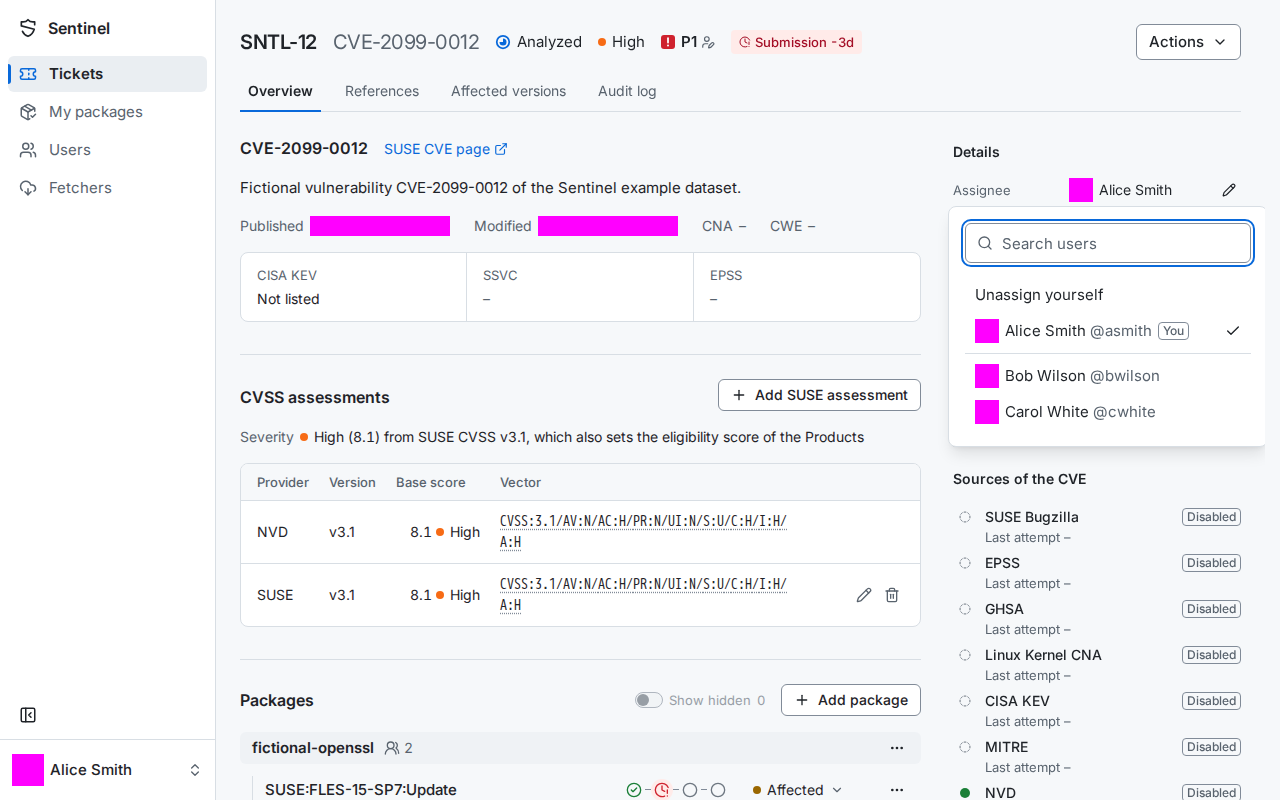 Sentinel
Tickets
My packages
Users
Fetchers
Alice Smith
SNTL-12 CVE-2099-0012 Analyzed High P1 Submission -3d
Actions
Overview References Affected versions Audit log
CVE-2099-0012 SUSE CVE page
Fictional vulnerability CVE-2099-0012 of the Sentinel example dataset.
Published Modified CNA – CWE –
CISA KEV SSVC EPSS
Not listed – –
CVSS assessments Add SUSE assessment
Severity High (8.1) from SUSE CVSS v3.1, which also sets the eligibility score of the Products
Provider Version Base score Vector
NVD v3.1 8.1 High CVSS:3.1/AV:N/AC:H/PR:N/UI:N/S:U/C:H/I:H/
A:H
SUSE v3.1 8.1 High CVSS:3.1/AV:N/AC:H/PR:N/UI:N/S:U/C:H/I:H/
A:H
Packages Show hidden 0 Add package
fictional-openssl 2
SUSE:FLES-15-SP7:Update Affected
Details
Assignee Alice Smith
Search users
Unassign yourself
Alice Smith @asmith You
Bob Wilson @bwilson
Carol White @cwhite
Sources of the CVE
SUSE Bugzilla Disabled
Last attempt –
EPSS Disabled
Last attempt –
GHSA Disabled
Last attempt –
Linux Kernel CNA Disabled
Last attempt –
CISA KEV Disabled
Last attempt –
MITRE Disabled
Last attempt –
NVD Disabled